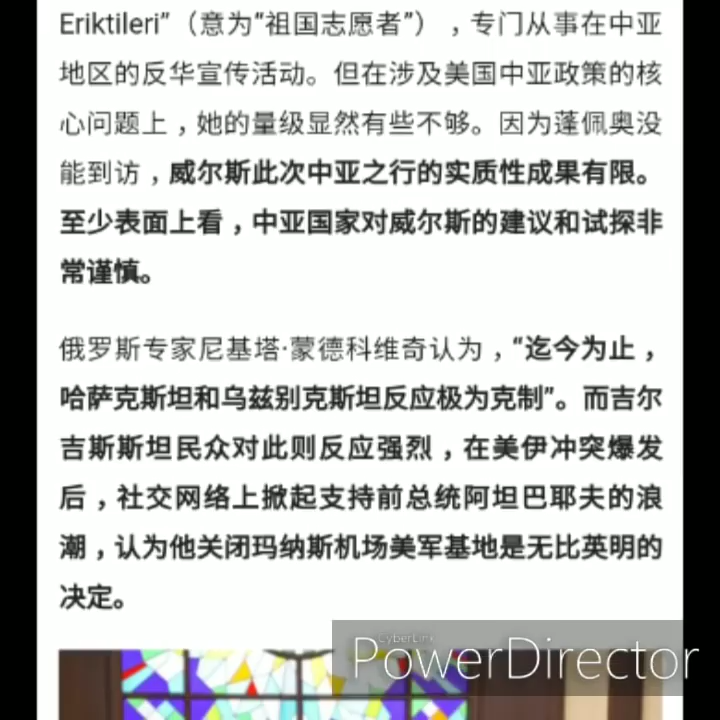 Eriktileri”（意为“祖国志愿者”），专门从事在中亚
地区的反华宣传活动。但在涉及美国中亚政策的核
心问题上，她的量级显然有些不够。因为蓬佩奥没
能到访，威尔斯此次中亚之行的实质性成果有限。
至少表面上看，中亚国家对威尔斯的建议和试探非
常谨慎。
俄罗斯专家尼基塔·蒙德科维奇认为，“迄今为止，
哈萨克斯坦和乌兹别克斯坦反应极为克制”。而吉尔
吉斯斯坦民众对此则反应强烈，在美伊冲突爆发
后，社交网络上掀起支持前总统阿坦巴耶夫的浪
潮，认为他关闭玛纳斯机场美军基地是无比英明的
决定。
CyberLink
PowerDirector